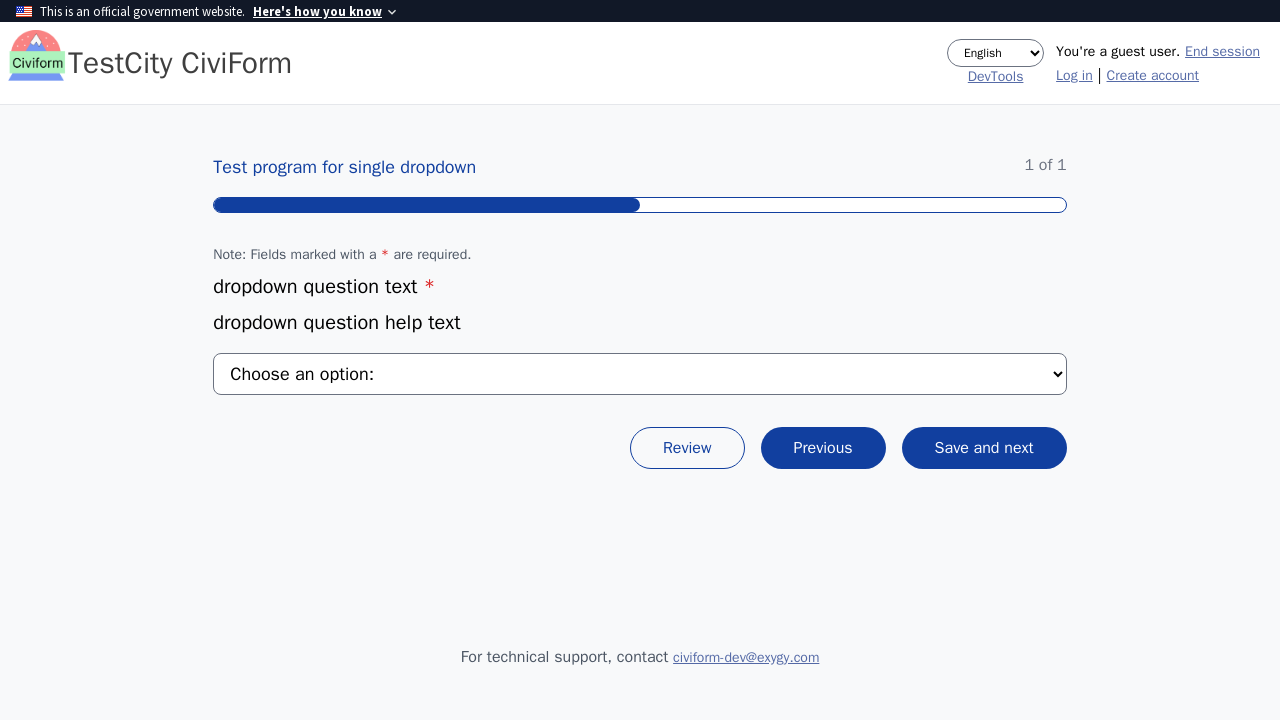 This is an official government website. Here's how you know
Civiform
TestCity CiviForm
English
DevTools
You're a guest user. End session
Log in | Create account
Test program for single dropdown
1 of 1
Note: Fields marked with a * are required.
dropdown question text *
dropdown question help text
Choose an option:
Review
Previous
Save and next
For technical support, contact civiform-dev@exygy.com